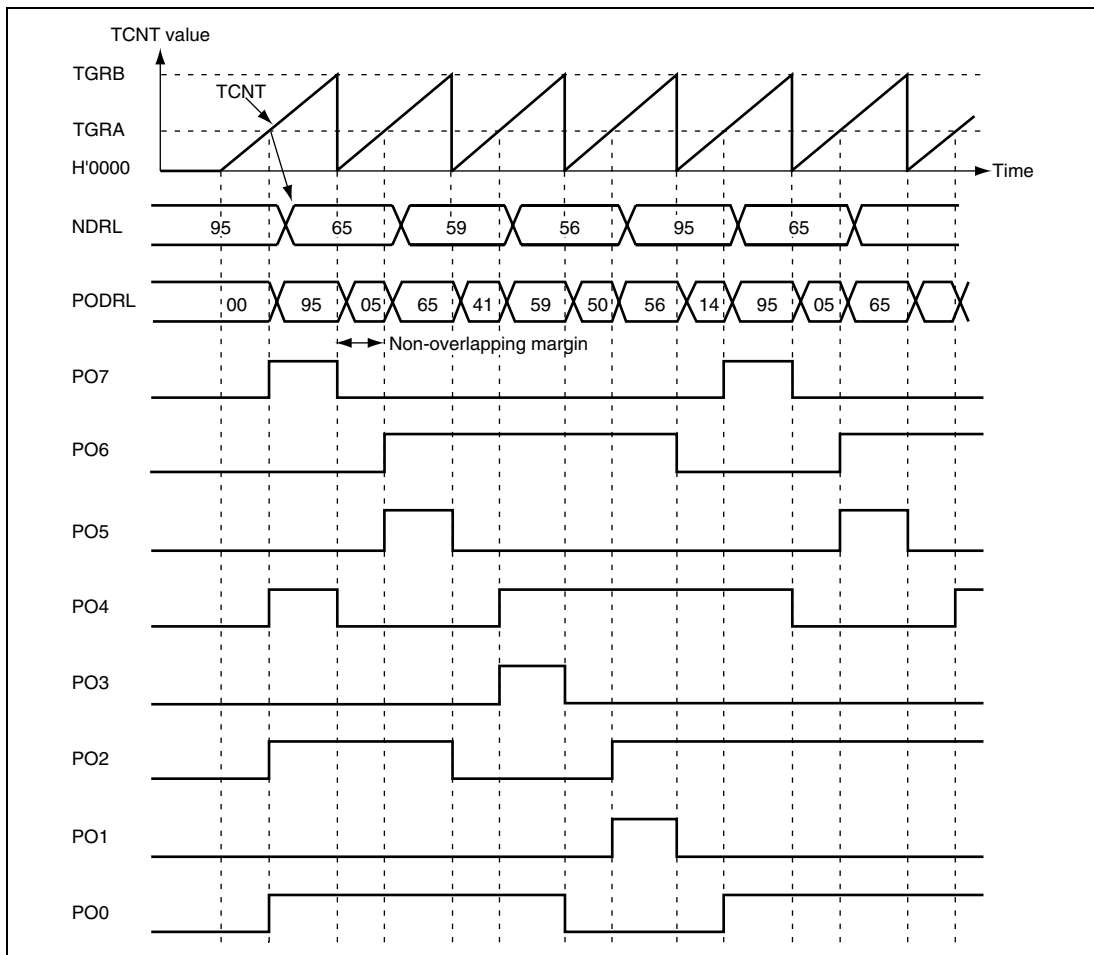 TCNT value
TGRB
TCNT
TGRA
H'0000
Time
NDRL 95 65 59 56 95 65
PODRL 00 95 05 65 41 59 50 56 14 95 05 65
Non-overlapping margin
PO7
PO6
PO5
PO4
PO3
PO2
PO1
PO0